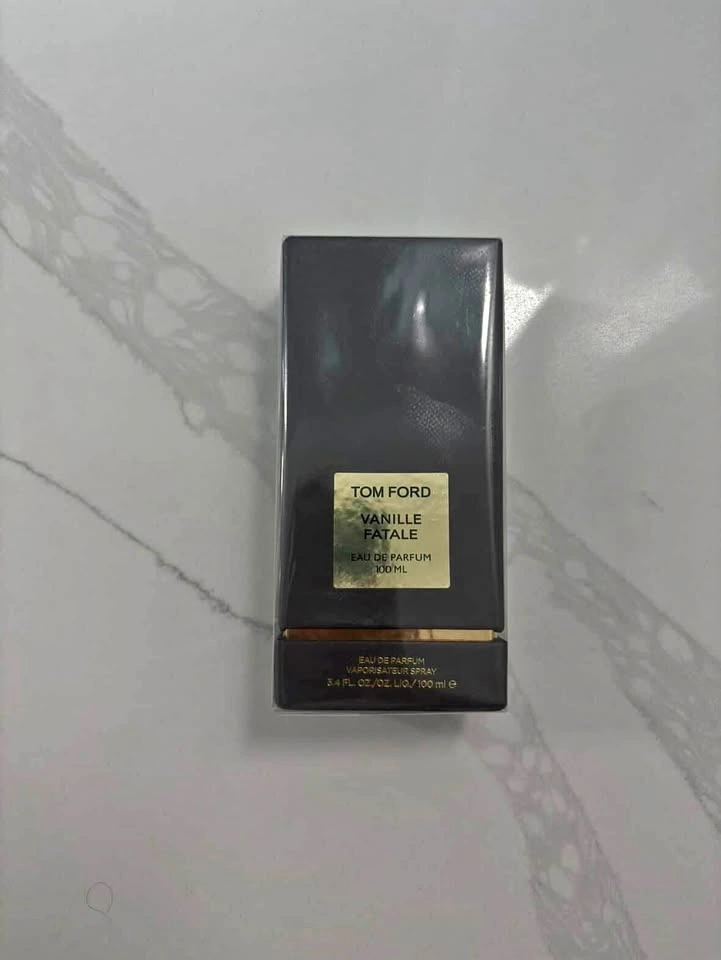 TOM FORD
VANILLE
FATALE
EAU DE PARFUM
100 ML
EAU DE PARFUM
VAPORISATEUR SPRAY
3.4 FL. OZ./OZ. LIQ./100 ml ℮